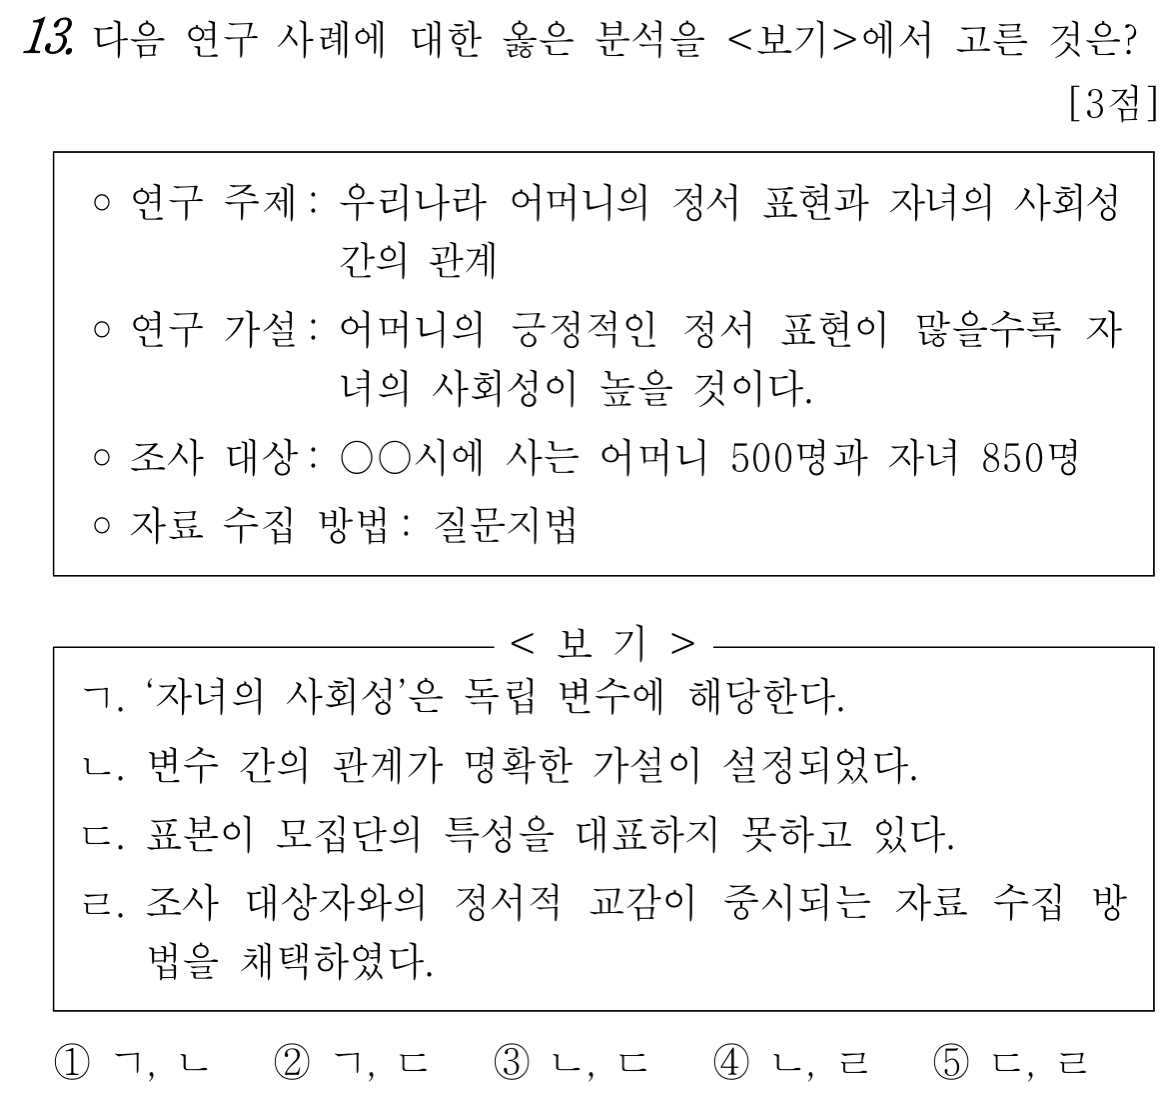 13. 다음 연구 사례에 대한 옳은 분석을 <보기>에서 고른 것은?
[3점]
○ 연구 주제: 우리나라 어머니의 정서 표현과 자녀의 사회성
간의 관계
○ 연구 가설: 어머니의 긍정적인 정서 표현이 많을수록 자
녀의 사회성이 높을 것이다.
○ 조사 대상: ○○시에 사는 어머니 500명과 자녀 850명
○ 자료 수집 방법: 질문지법
< 보 기 >
ㄱ. ‘자녀의 사회성’은 독립 변수에 해당한다.
ㄴ. 변수 간의 관계가 명확한 가설이 설정되었다.
ㄷ. 표본이 모집단의 특성을 대표하지 못하고 있다.
ㄹ. 조사 대상자와의 정서적 교감이 중시되는 자료 수집 방
법을 채택하였다.
① ㄱ, ㄴ ② ㄱ, ㄷ ③ ㄴ, ㄷ ④ ㄴ, ㄹ ⑤ ㄷ, ㄹ